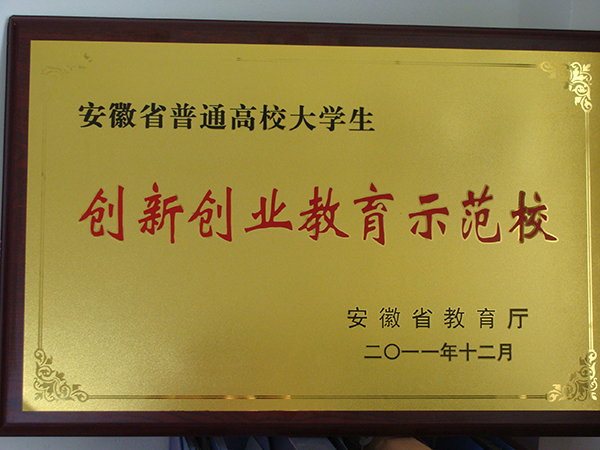 安徽省普通高校大学生
创新创业教育示范校
安徽省教育厅
二〇一一年十二月